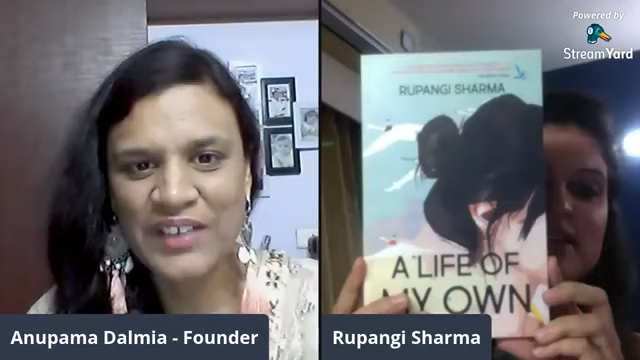 Powered by
StreamYard
RUPANGI SHARMA
A LIFE OF
MY OWN
Anupama Dalmia - Founder
Rupangi Sharma